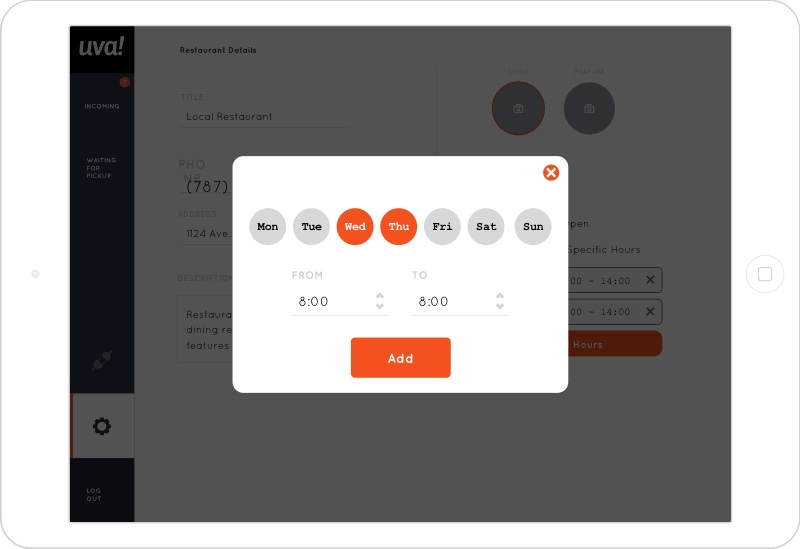 uva!
Restaurant Details
INCOMING
WAITING
FOR
PICKUP
LOG
OUT
TITLE
Local Restaurant
PHO
NE
(787)
ADDRESS
1124 Ave.
DESCRIPTION
Restaura
dining re
features
LOGO
FEATURE
pen
Specific Hours
00 - 14:00
00 - 14:00
Hours
Mon Tue Wed Thu Fri Sat Sun
FROM TO
8:00 8:00
Add